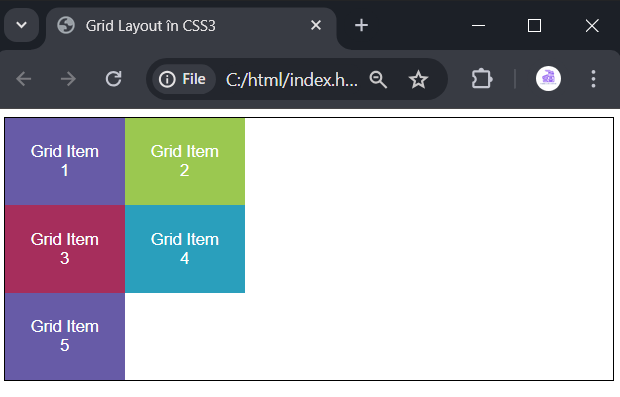 Grid Layout în CSS3
File
C:/html/index.h...
Grid Item
1
Grid Item
2
Grid Item
3
Grid Item
4
Grid Item
5